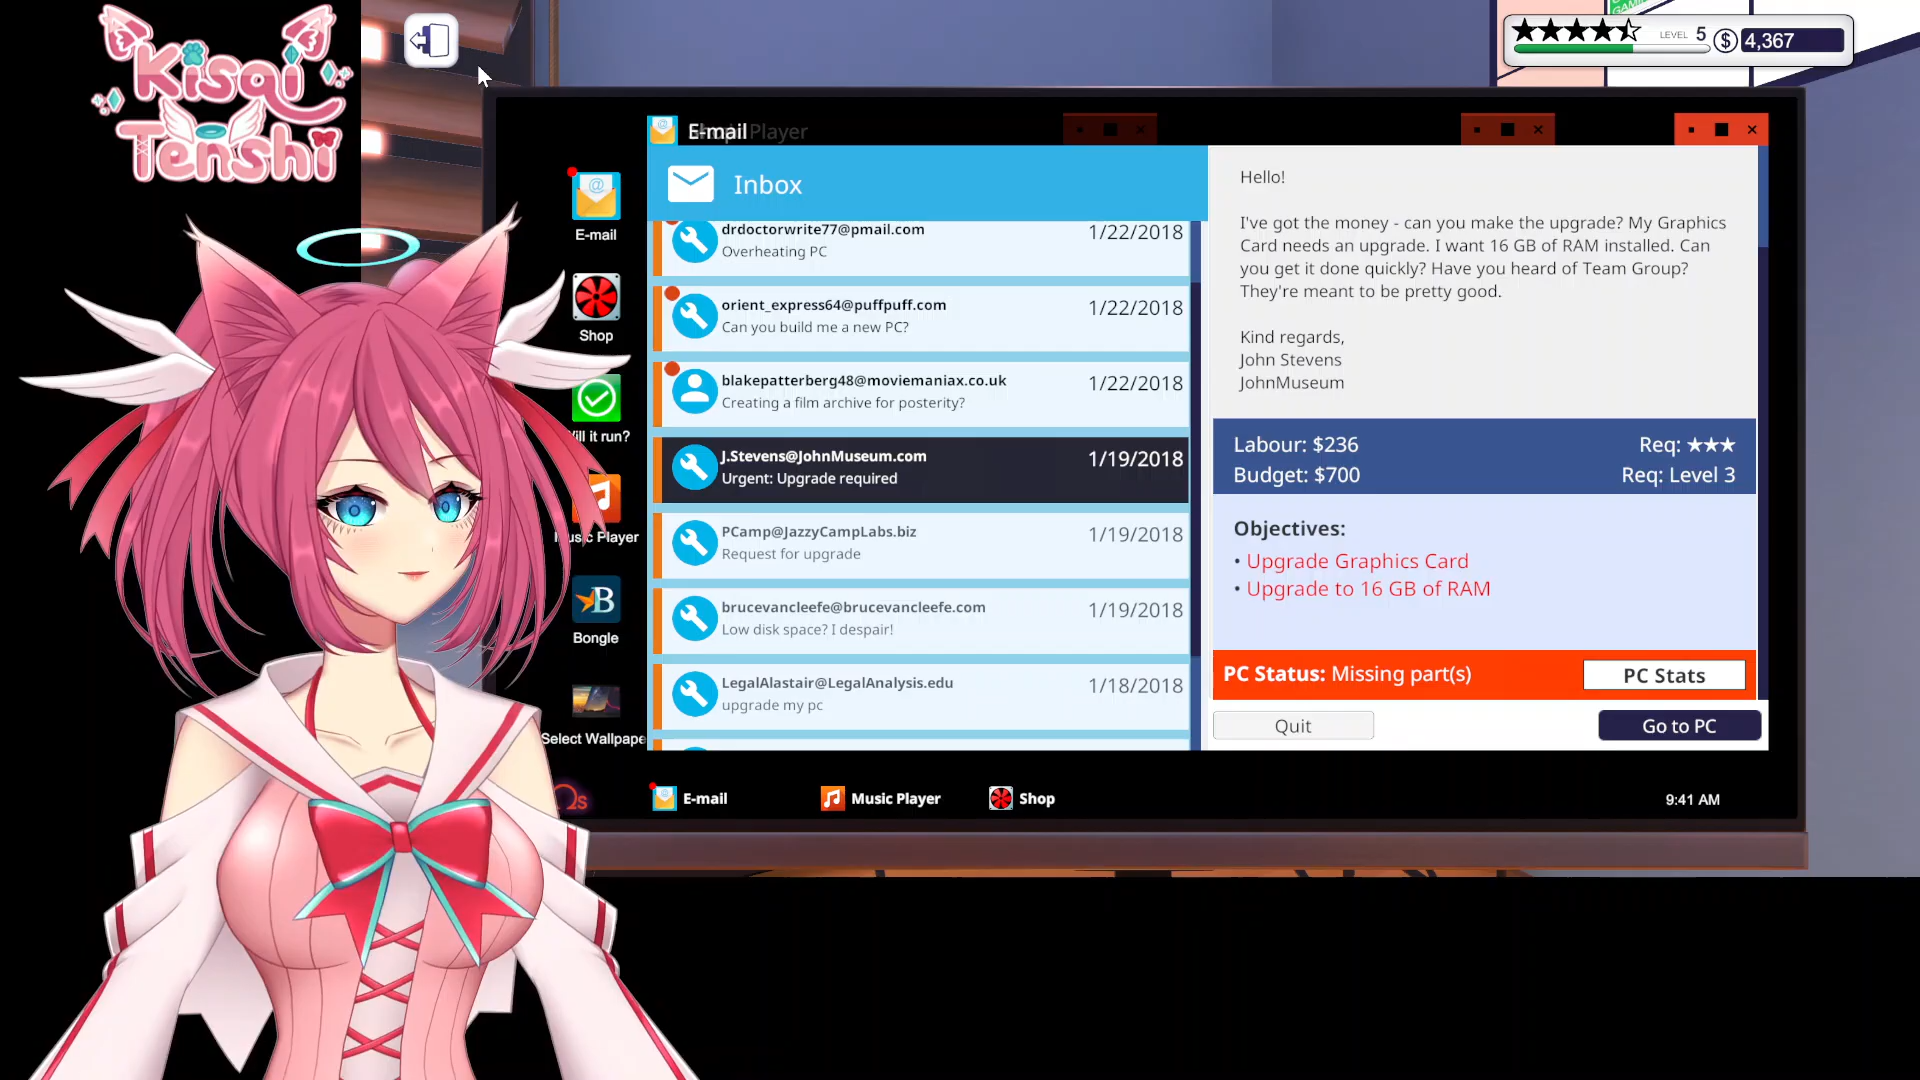 Kisai
Tenshi
LEVEL 5
$ 4,367
E-mail
Player
Inbox
E-mail
Shop
ill it run?
Music Player
B
Bongle
Select Wallpape
drdoctorwrite77@pmail.com
1/22/2018
Overheating PC
orient_express64@puffpuff.com
1/22/2018
Can you build me a new PC?
blakepatterberg48@moviemaniax.co.uk
1/22/2018
Creating a film archive for posterity?
J.Stevens@JohnMuseum.com
1/19/2018
Urgent: Upgrade required
PCamp@JazzyCampLabs.biz
1/19/2018
Request for upgrade
brucevancleefe@brucevancleefe.com
1/19/2018
Low disk space? I despair!
LegalAlastair@LegalAnalysis.edu
1/18/2018
upgrade my pc
Hello!
I've got the money - can you make the upgrade? My Graphics
Card needs an upgrade. I want 16 GB of RAM installed. Can
you get it done quickly? Have you heard of Team Group?
They're meant to be pretty good.
Kind regards,
John Stevens
JohnMuseum
Labour: $236
Req: ★★★
Budget: $700
Req: Level 3
Objectives:
• Upgrade Graphics Card
• Upgrade to 16 GB of RAM
PC Status: Missing part(s)
PC Stats
Quit
Go to PC
E-mail
Music Player
Shop
9:41 AM